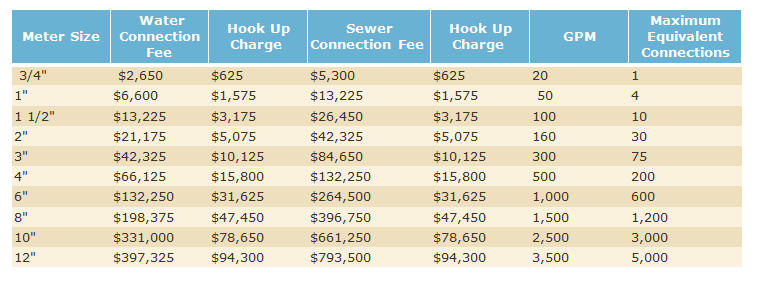 Meter Size Water Connection Fee Hook Up Charge Sewer Connection Fee Hook Up Charge GPM Maximum Equivalent Connections
3/4" $2,650 $625 $5,300 $625 20 1
1" $6,600 $1,575 $13,225 $1,575 50 4
1 1/2" $13,225 $3,175 $26,450 $3,175 100 10
2" $21,175 $5,075 $42,325 $5,075 160 30
3" $42,325 $10,125 $84,650 $10,125 300 75
4" $66,125 $15,800 $132,250 $15,800 500 200
6" $132,250 $31,625 $264,500 $31,625 1,000 600
8" $198,375 $47,450 $396,750 $47,450 1,500 1,200
10" $331,000 $78,650 $661,250 $78,650 2,500 3,000
12" $397,325 $94,300 $793,500 $94,300 3,500 5,000